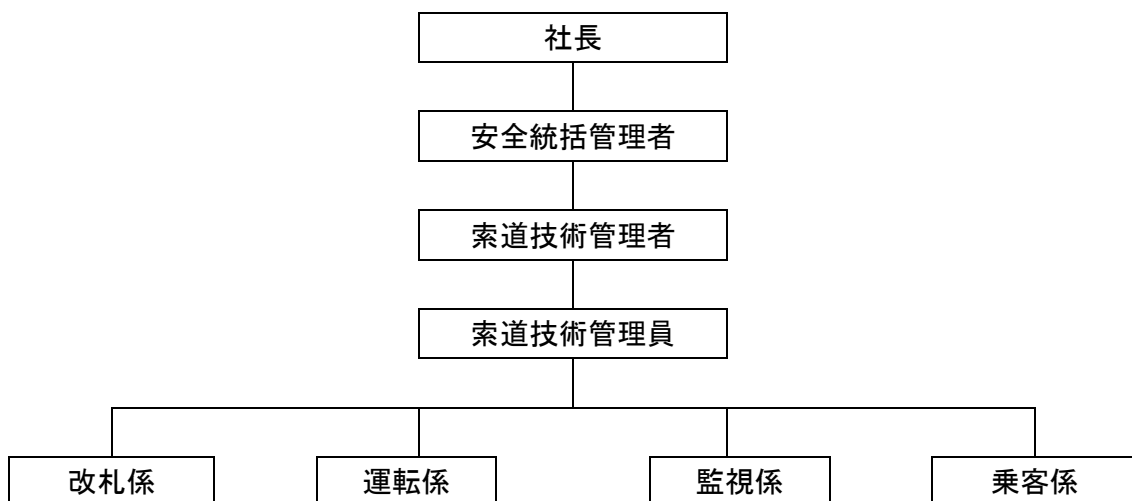 社長
安全統括管理者
索道技術管理者
索道技術管理員
改札係
運転係
監視係
乗客係